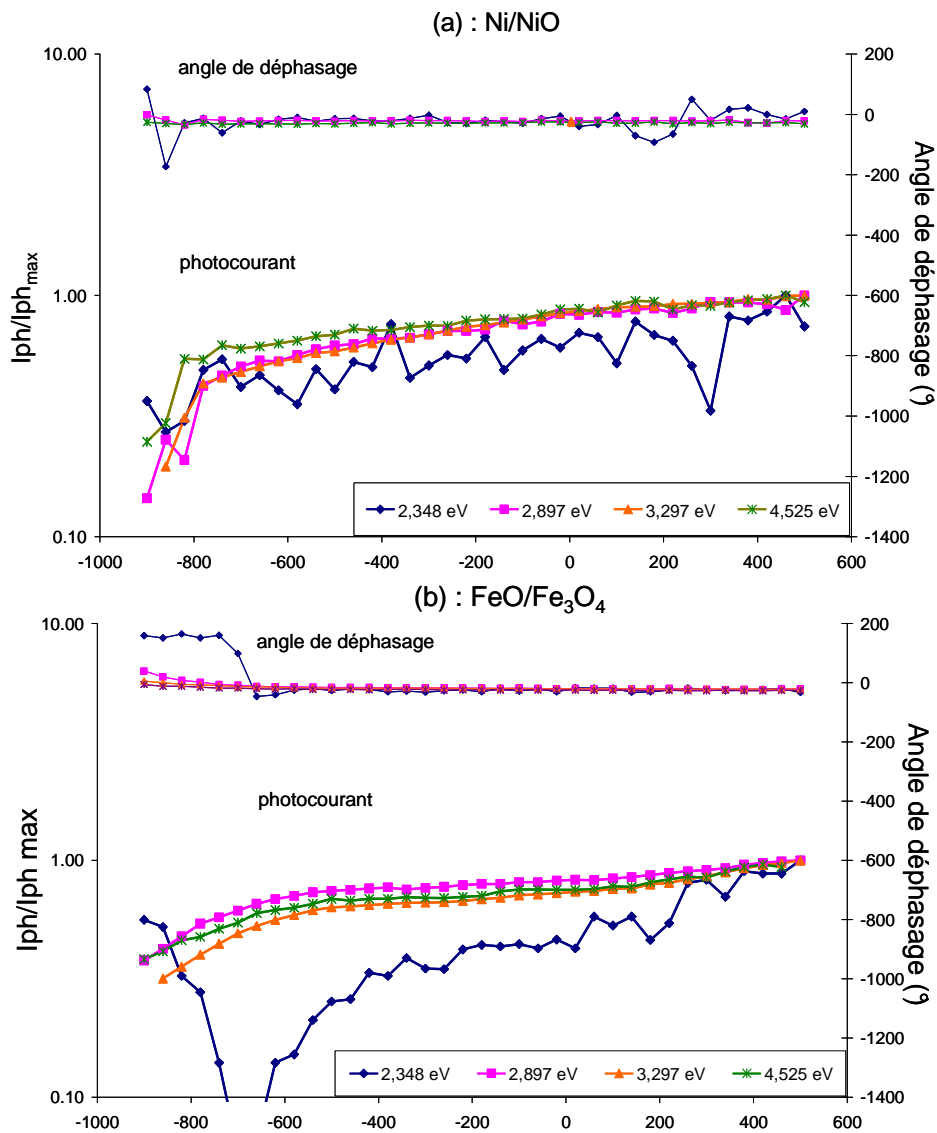 (a) : Ni/NiO
10.00
200
angle de déphasage
0
-200
-400
photocourant
1.00
-600
-800
-1000
-1200
0.10
-1400
Iph/Iphmax
Angle de déphasage (°)
2,348 eV 2,897 eV 3,297 eV 4,525 eV
-1000 -800 -600 -400 -200 0 200 400 600
(b) : FeO/Fe3O4
10.00
200
angle de déphasage
0
-200
photocourant
-400
1.00
-600
-800
-1000
-1200
0.10
-1400
Iph/Iph max
Angle de déphasage (°)
2,348 eV 2,897 eV 3,297 eV 4,525 eV
-1000 -800 -600 -400 -200 0 200 400 600